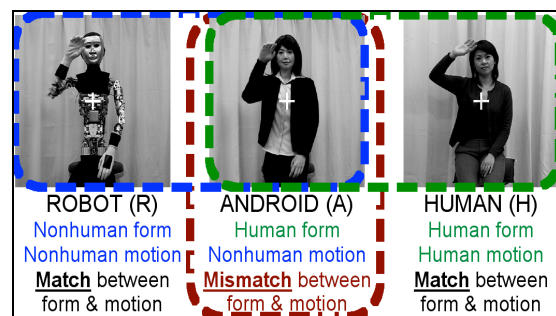 ROBOT (R)
Nonhuman form
Nonhuman motion
Match between
form & motion
ANDROID (A)
Human form
Nonhuman motion
Mismatch between
form & motion
HUMAN (H)
Human form
Human motion
Match between
form & motion